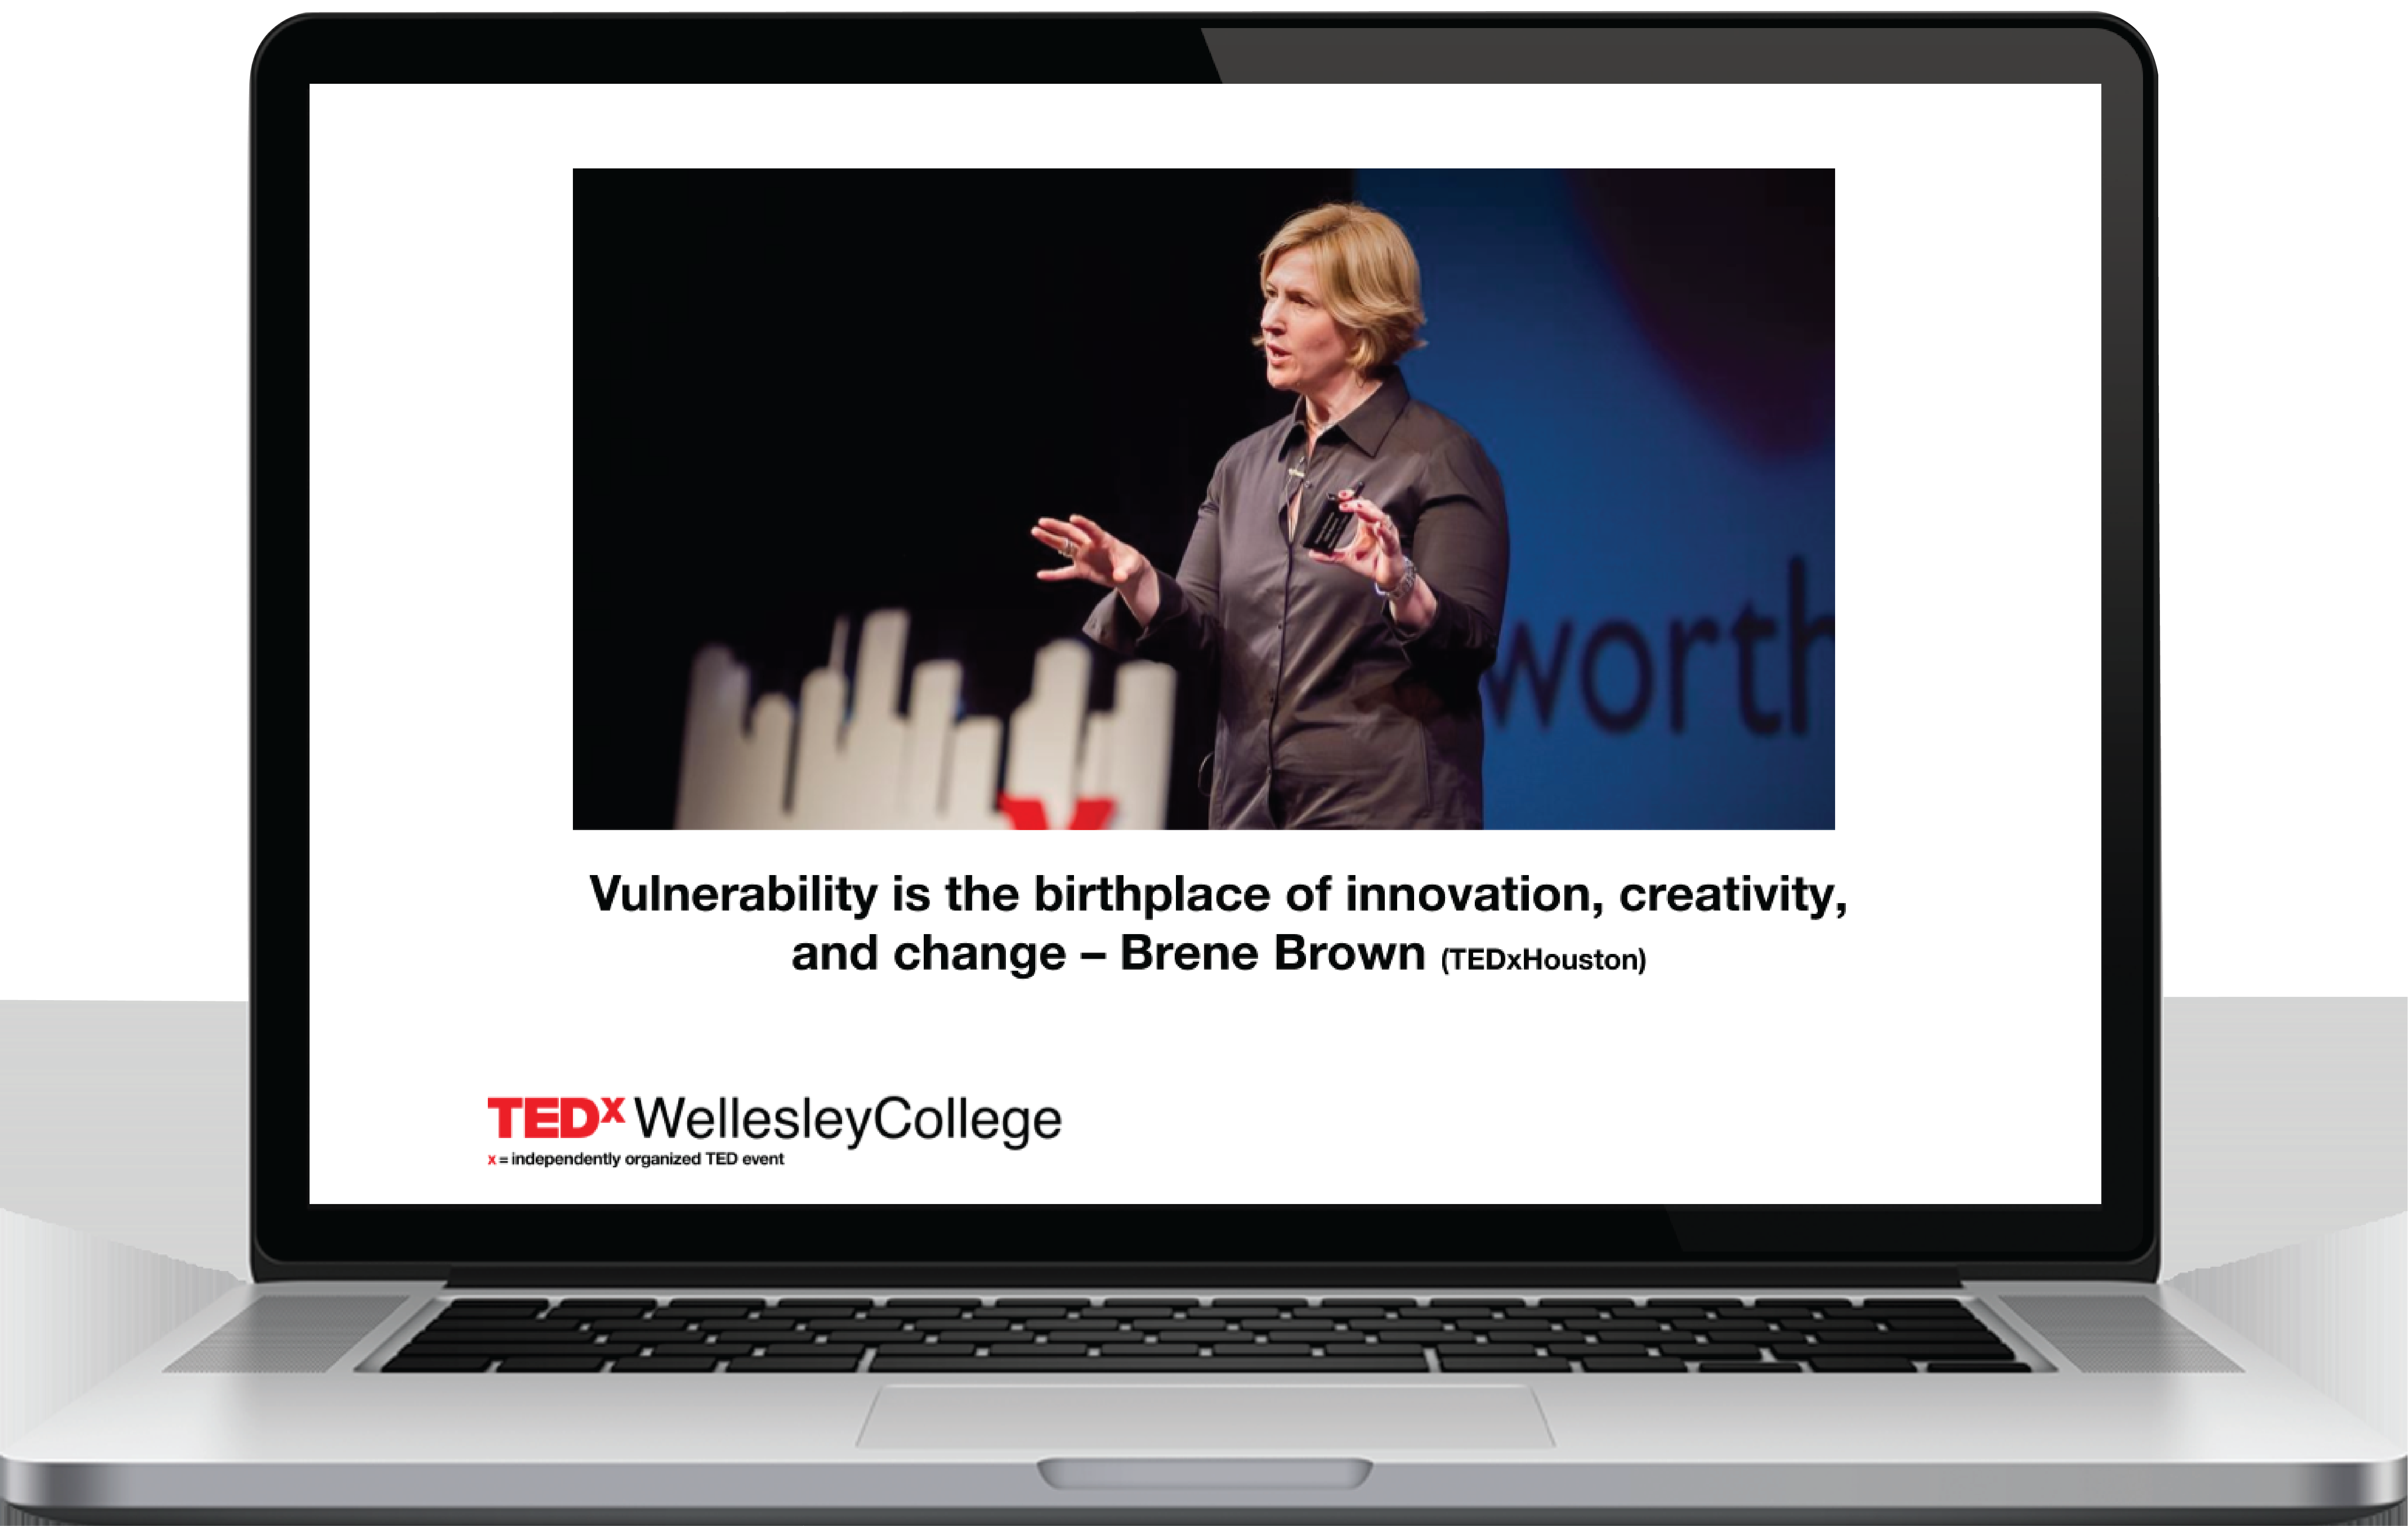 worth
x
Vulnerability is the birthplace of innovation, creativity,
and change – Brene Brown (TEDxHouston)
TEDx WellesleyCollege
x = independently organized TED event